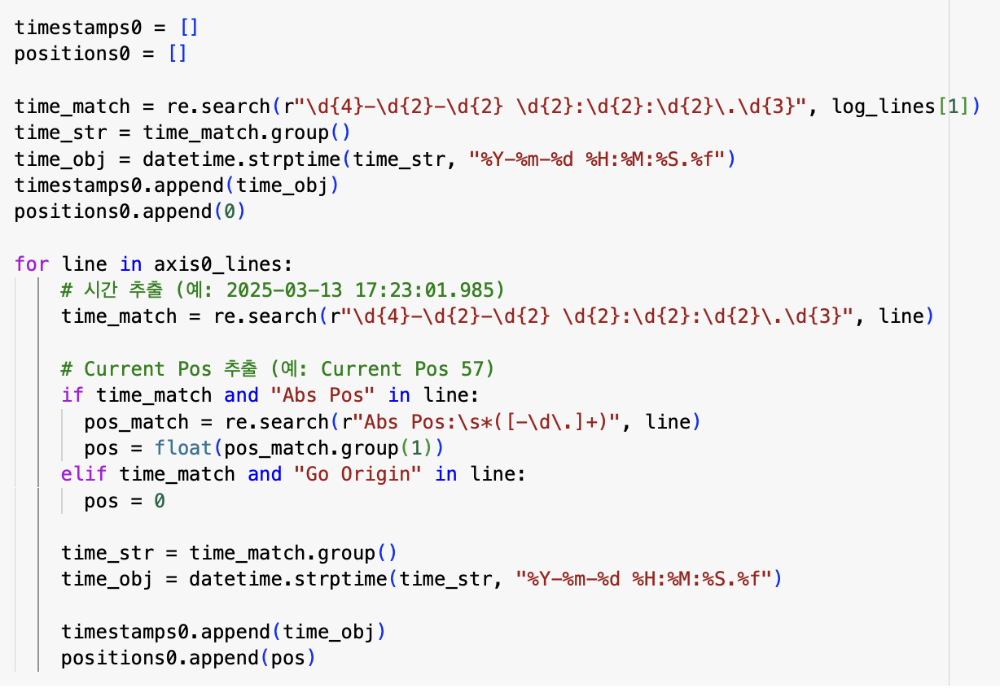 timestamps0 = []
positions0 = []
time_match = re.search(r"\d{4}-\d{2}-\d{2} \d{2}:\d{2}:\d{2}\.\d{3}", log_lines[1])
time_str = time_match.group()
time_obj = datetime.strptime(time_str, "%Y-%m-%d %H:%M:%S.%f")
timestamps0.append(time_obj)
positions0.append(0)
for line in axis0_lines:
# 시간 추출 (예: 2025-03-13 17:23:01.985)
time_match = re.search(r"\d{4}-\d{2}-\d{2} \d{2}:\d{2}:\d{2}\.\d{3}", line)
# Current Pos 추출 (예: Current Pos 57)
if time_match and "Abs Pos" in line:
pos_match = re.search(r"Abs Pos:\s*([-\d\.]+)", line)
pos = float(pos_match.group(1))
elif time_match and "Go Origin" in line:
pos = 0
time_str = time_match.group()
time_obj = datetime.strptime(time_str, "%Y-%m-%d %H:%M:%S.%f")
timestamps0.append(time_obj)
positions0.append(pos)